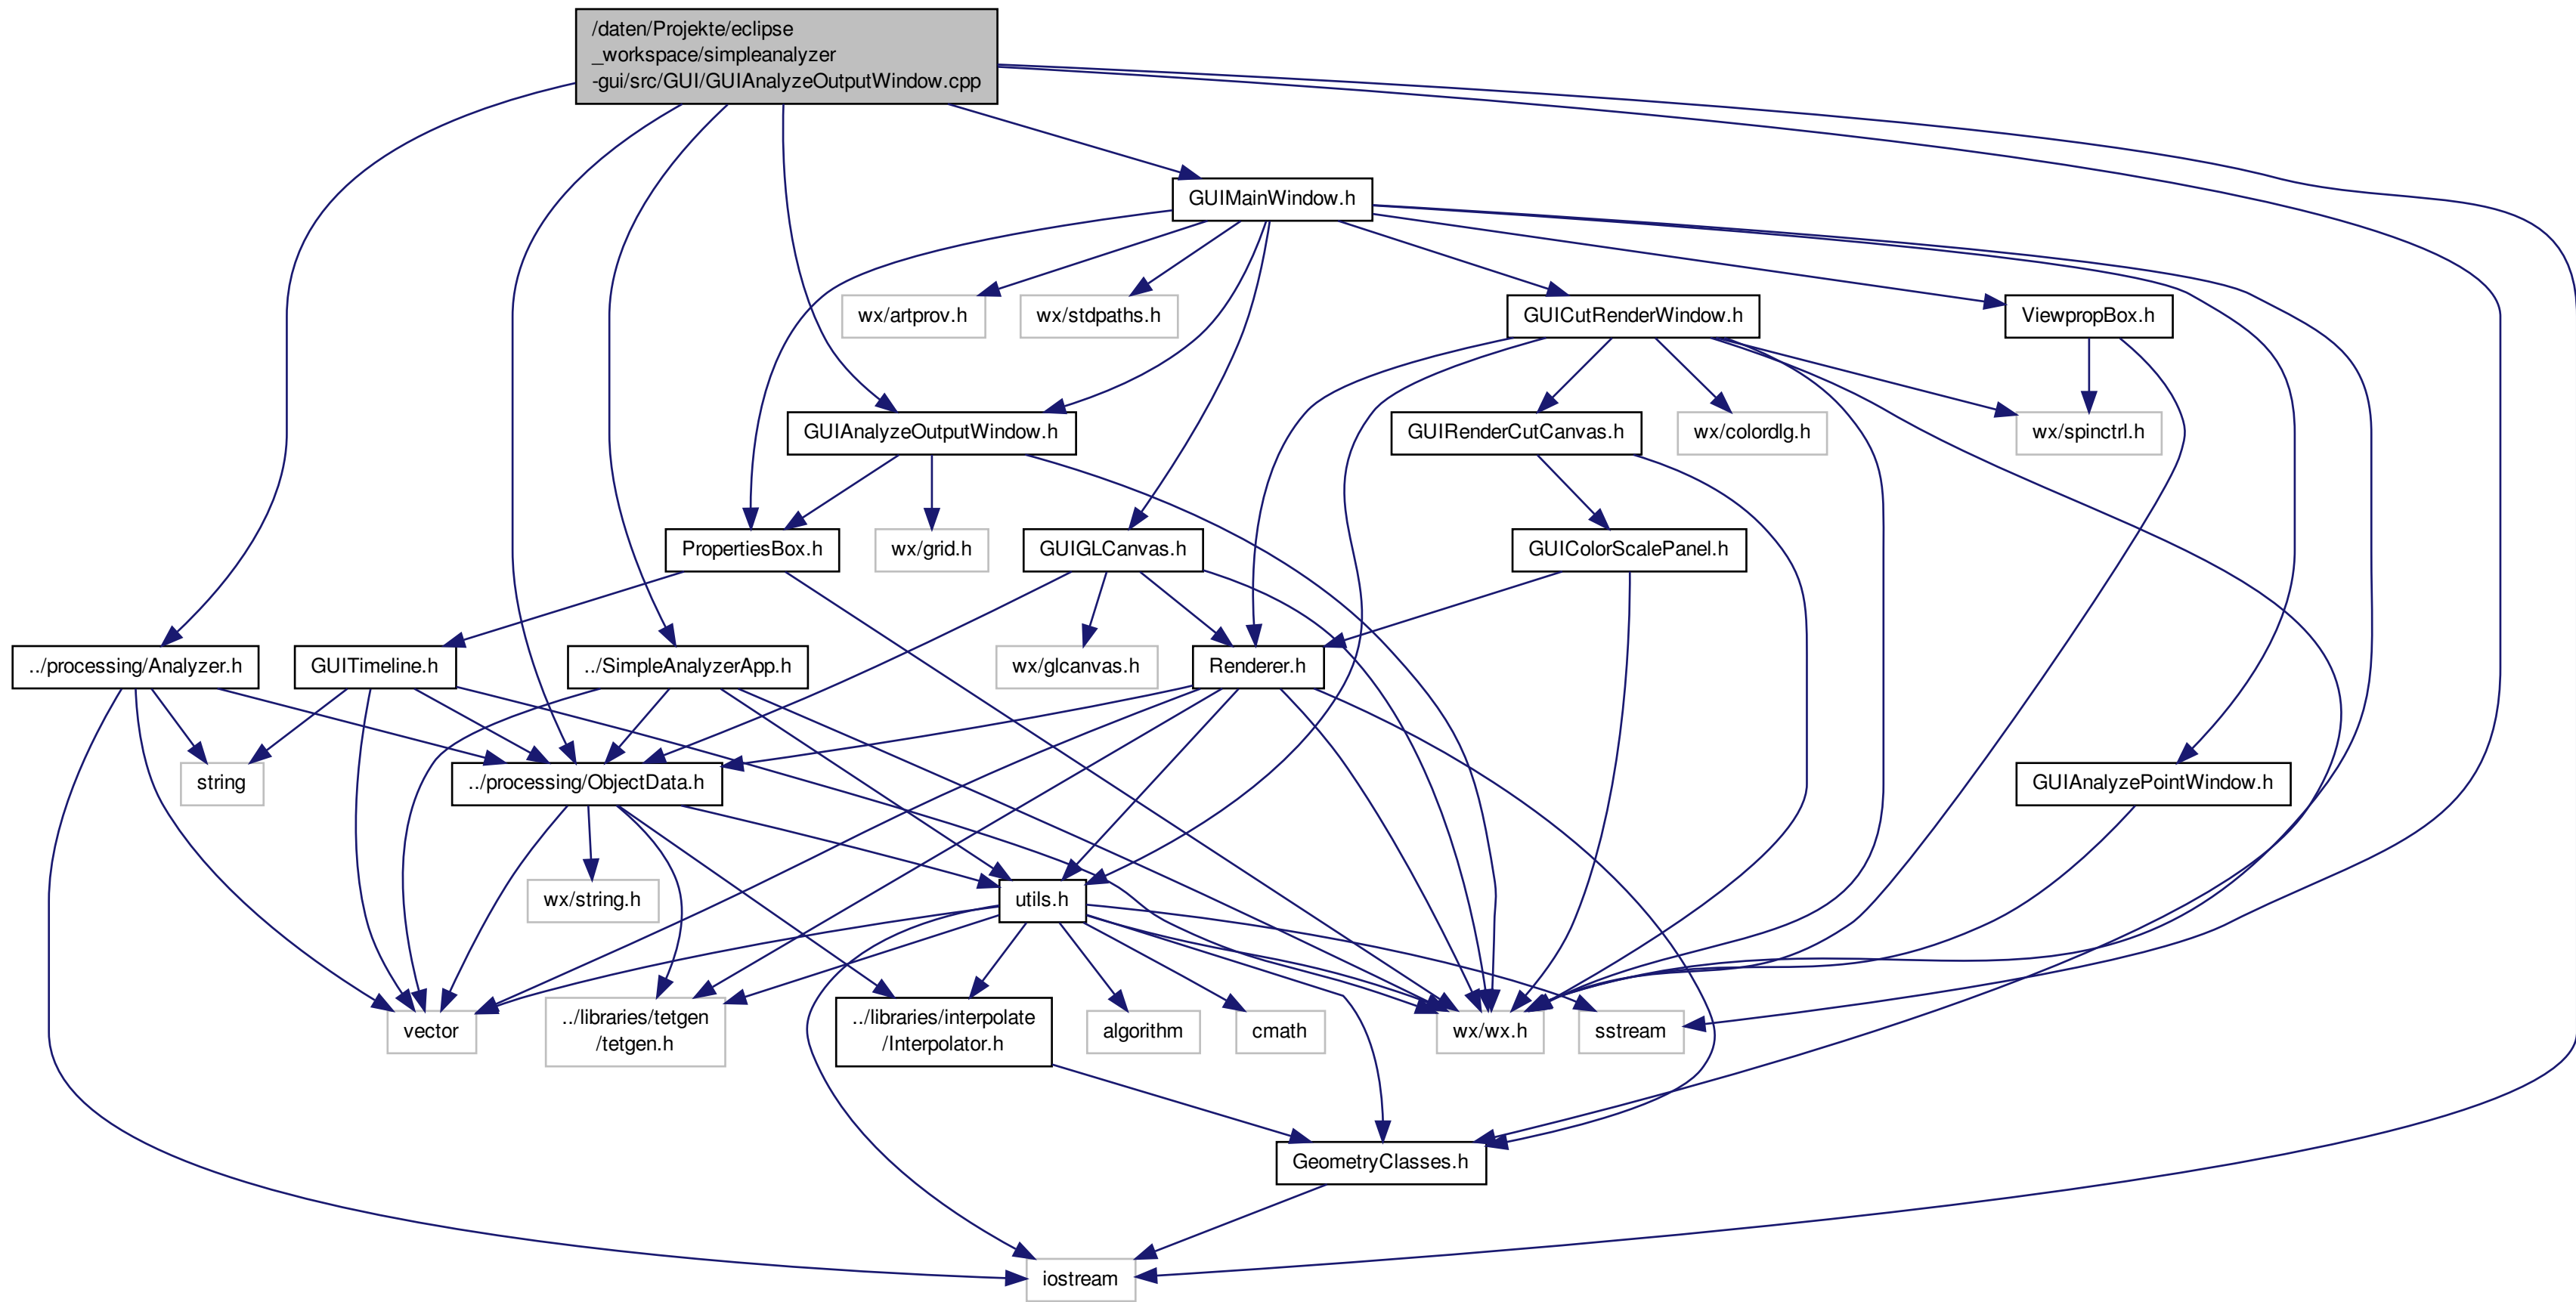 /daten/Projekte/eclipse
_workspace/simpleanalyzer
-gui/src/GUI/GUIAnalyzeOutputWindow.cpp
GUIMainWindow.h
wx/artprov.h
wx/stdpaths.h
GUICutRenderWindow.h
ViewpropBox.h
GUIAnalyzeOutputWindow.h
GUIRenderCutCanvas.h
wx/colordlg.h
wx/spinctrl.h
PropertiesBox.h
wx/grid.h
GUIGLCanvas.h
GUIColorScalePanel.h
../processing/Analyzer.h
GUITimeline.h
../SimpleAnalyzerApp.h
wx/glcanvas.h
Renderer.h
string
../processing/ObjectData.h
GUIAnalyzePointWindow.h
wx/string.h
utils.h
vector
../libraries/tetgen
/tetgen.h
../libraries/interpolate
/Interpolator.h
algorithm
cmath
wx/wx.h
sstream
GeometryClasses.h
iostream